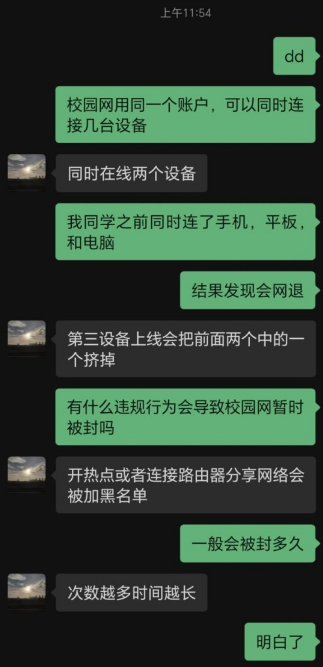 上午11:54
dd
校园网用同一个账户，可以同时连
接几台设备
同时在线两个设备
我同学之前同时连了手机，平板，
和电脑
结果发现会网退
第三设备上线会把前面两个中的一
个挤掉
有什么违规行为会导致校园网暂时
被封吗
开热点或者连接路由器分享网络会
被加黑名单
一般会被封多久
次数越多时间越长
明白了